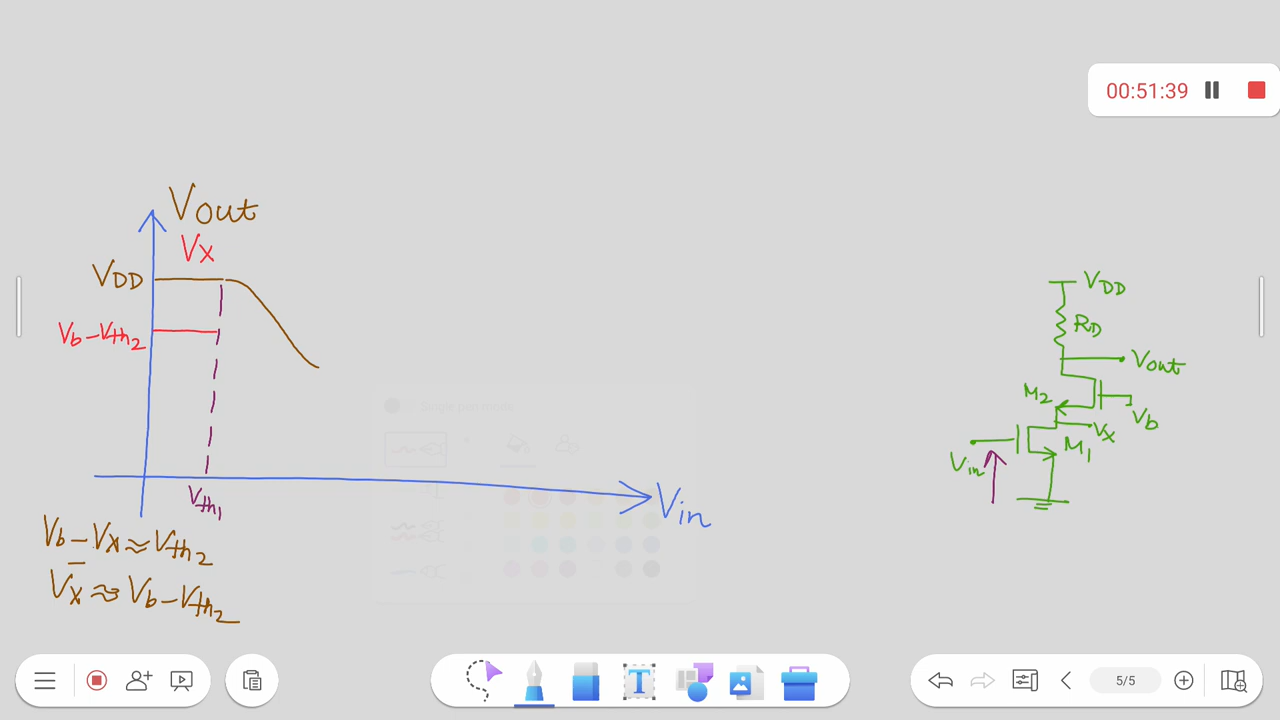 00:51:39
Vout
Vx
VDD
Vb-Vth2
Vth1
Vin
Vb-Vx≈Vth2
Vx≈Vb-Vth2
VDD
RD
Vout
M2
Vb
Vx
M1
Vin
5/5